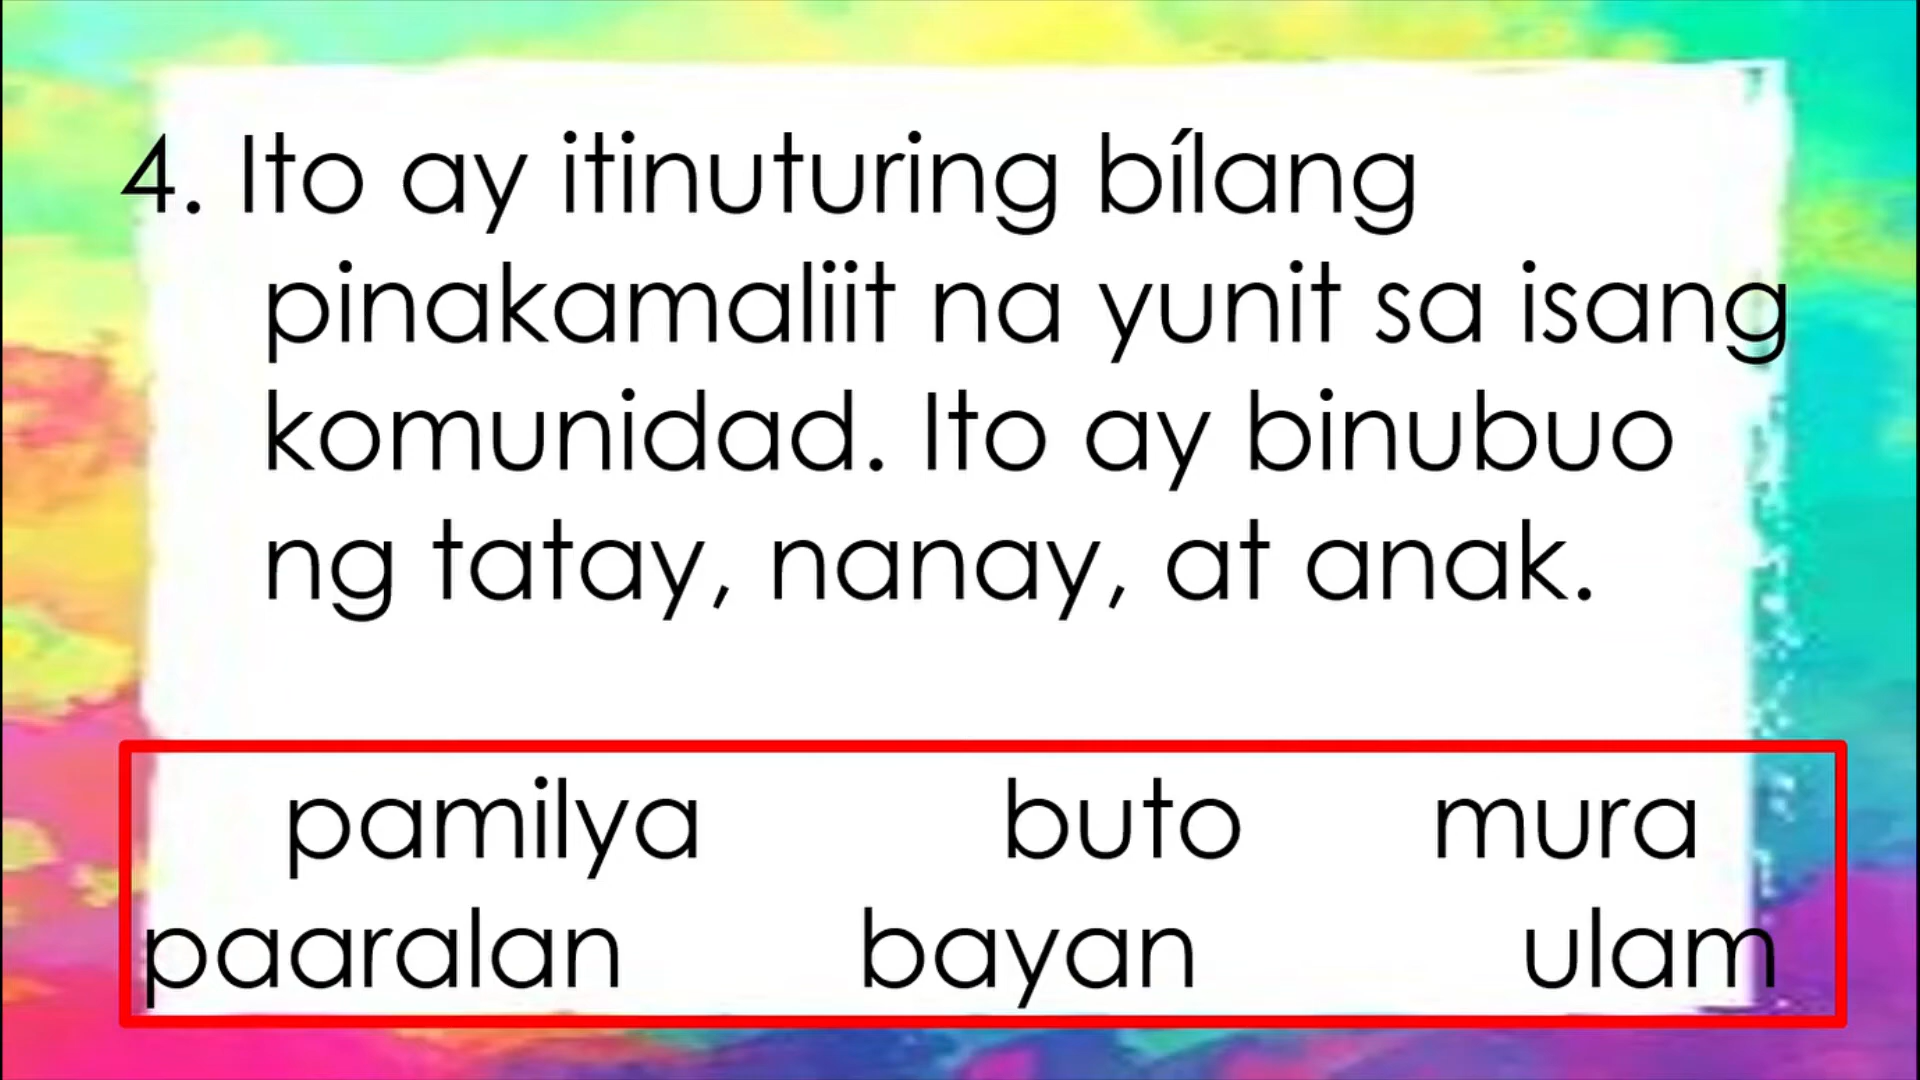 4. Ito ay itinuturing bílang
pinakamaliit na yunit sa isang
komunidad. Ito ay binubuo
ng tatay, nanay, at anak.
pamilya buto mura
paaralan bayan ulam